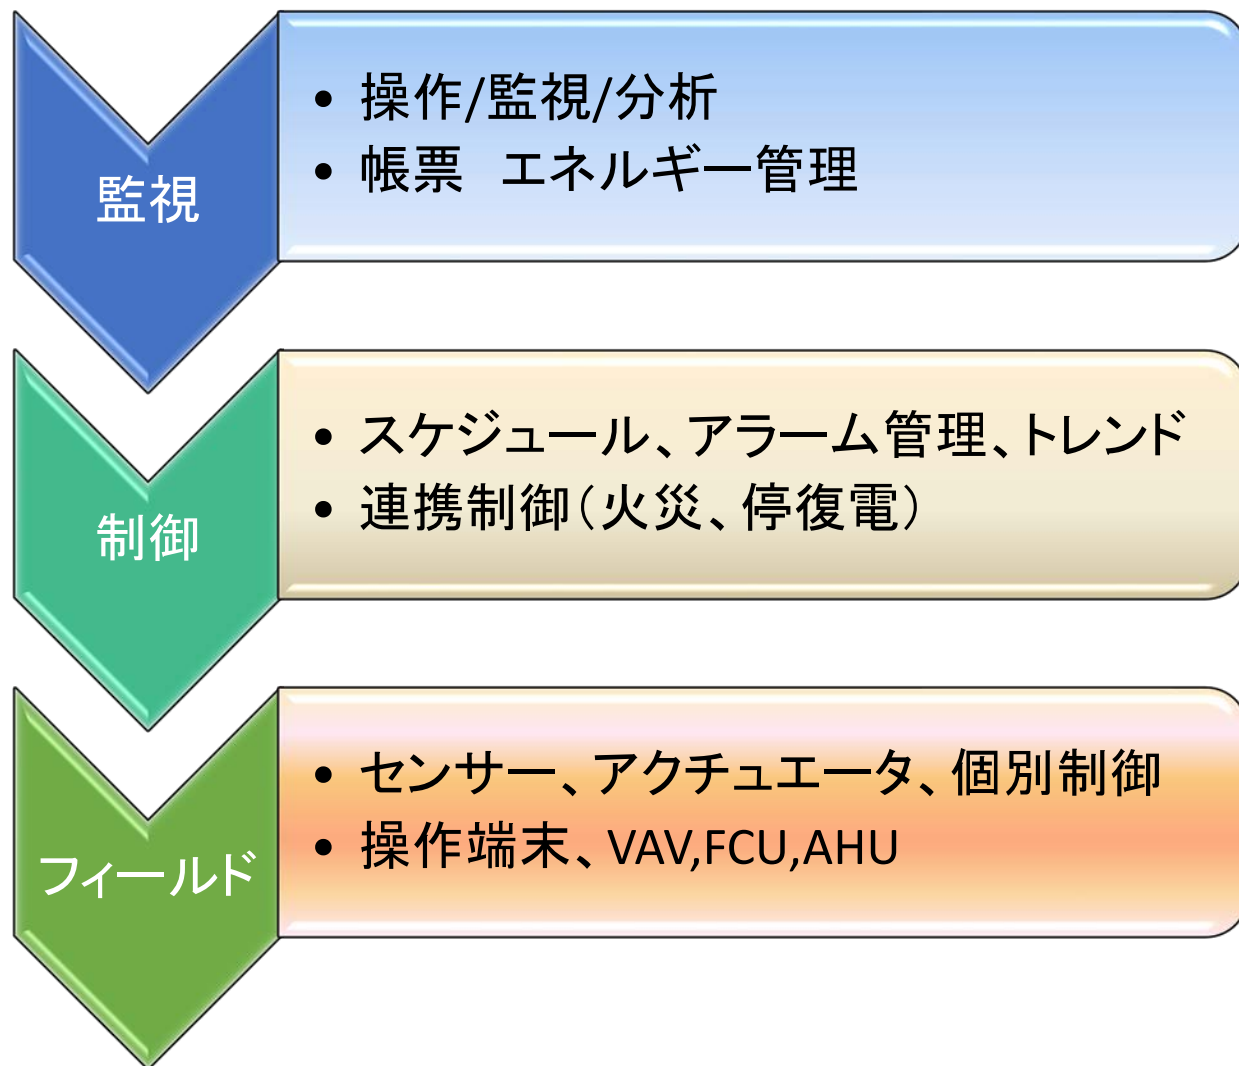 監視
• 操作/監視/分析
• 帳票　エネルギー管理
制御
• スケジュール、アラーム管理、トレンド
• 連携制御（火災、停復電）
フィールド
• センサー、アクチュエータ、個別制御
• 操作端末、VAV,FCU,AHU